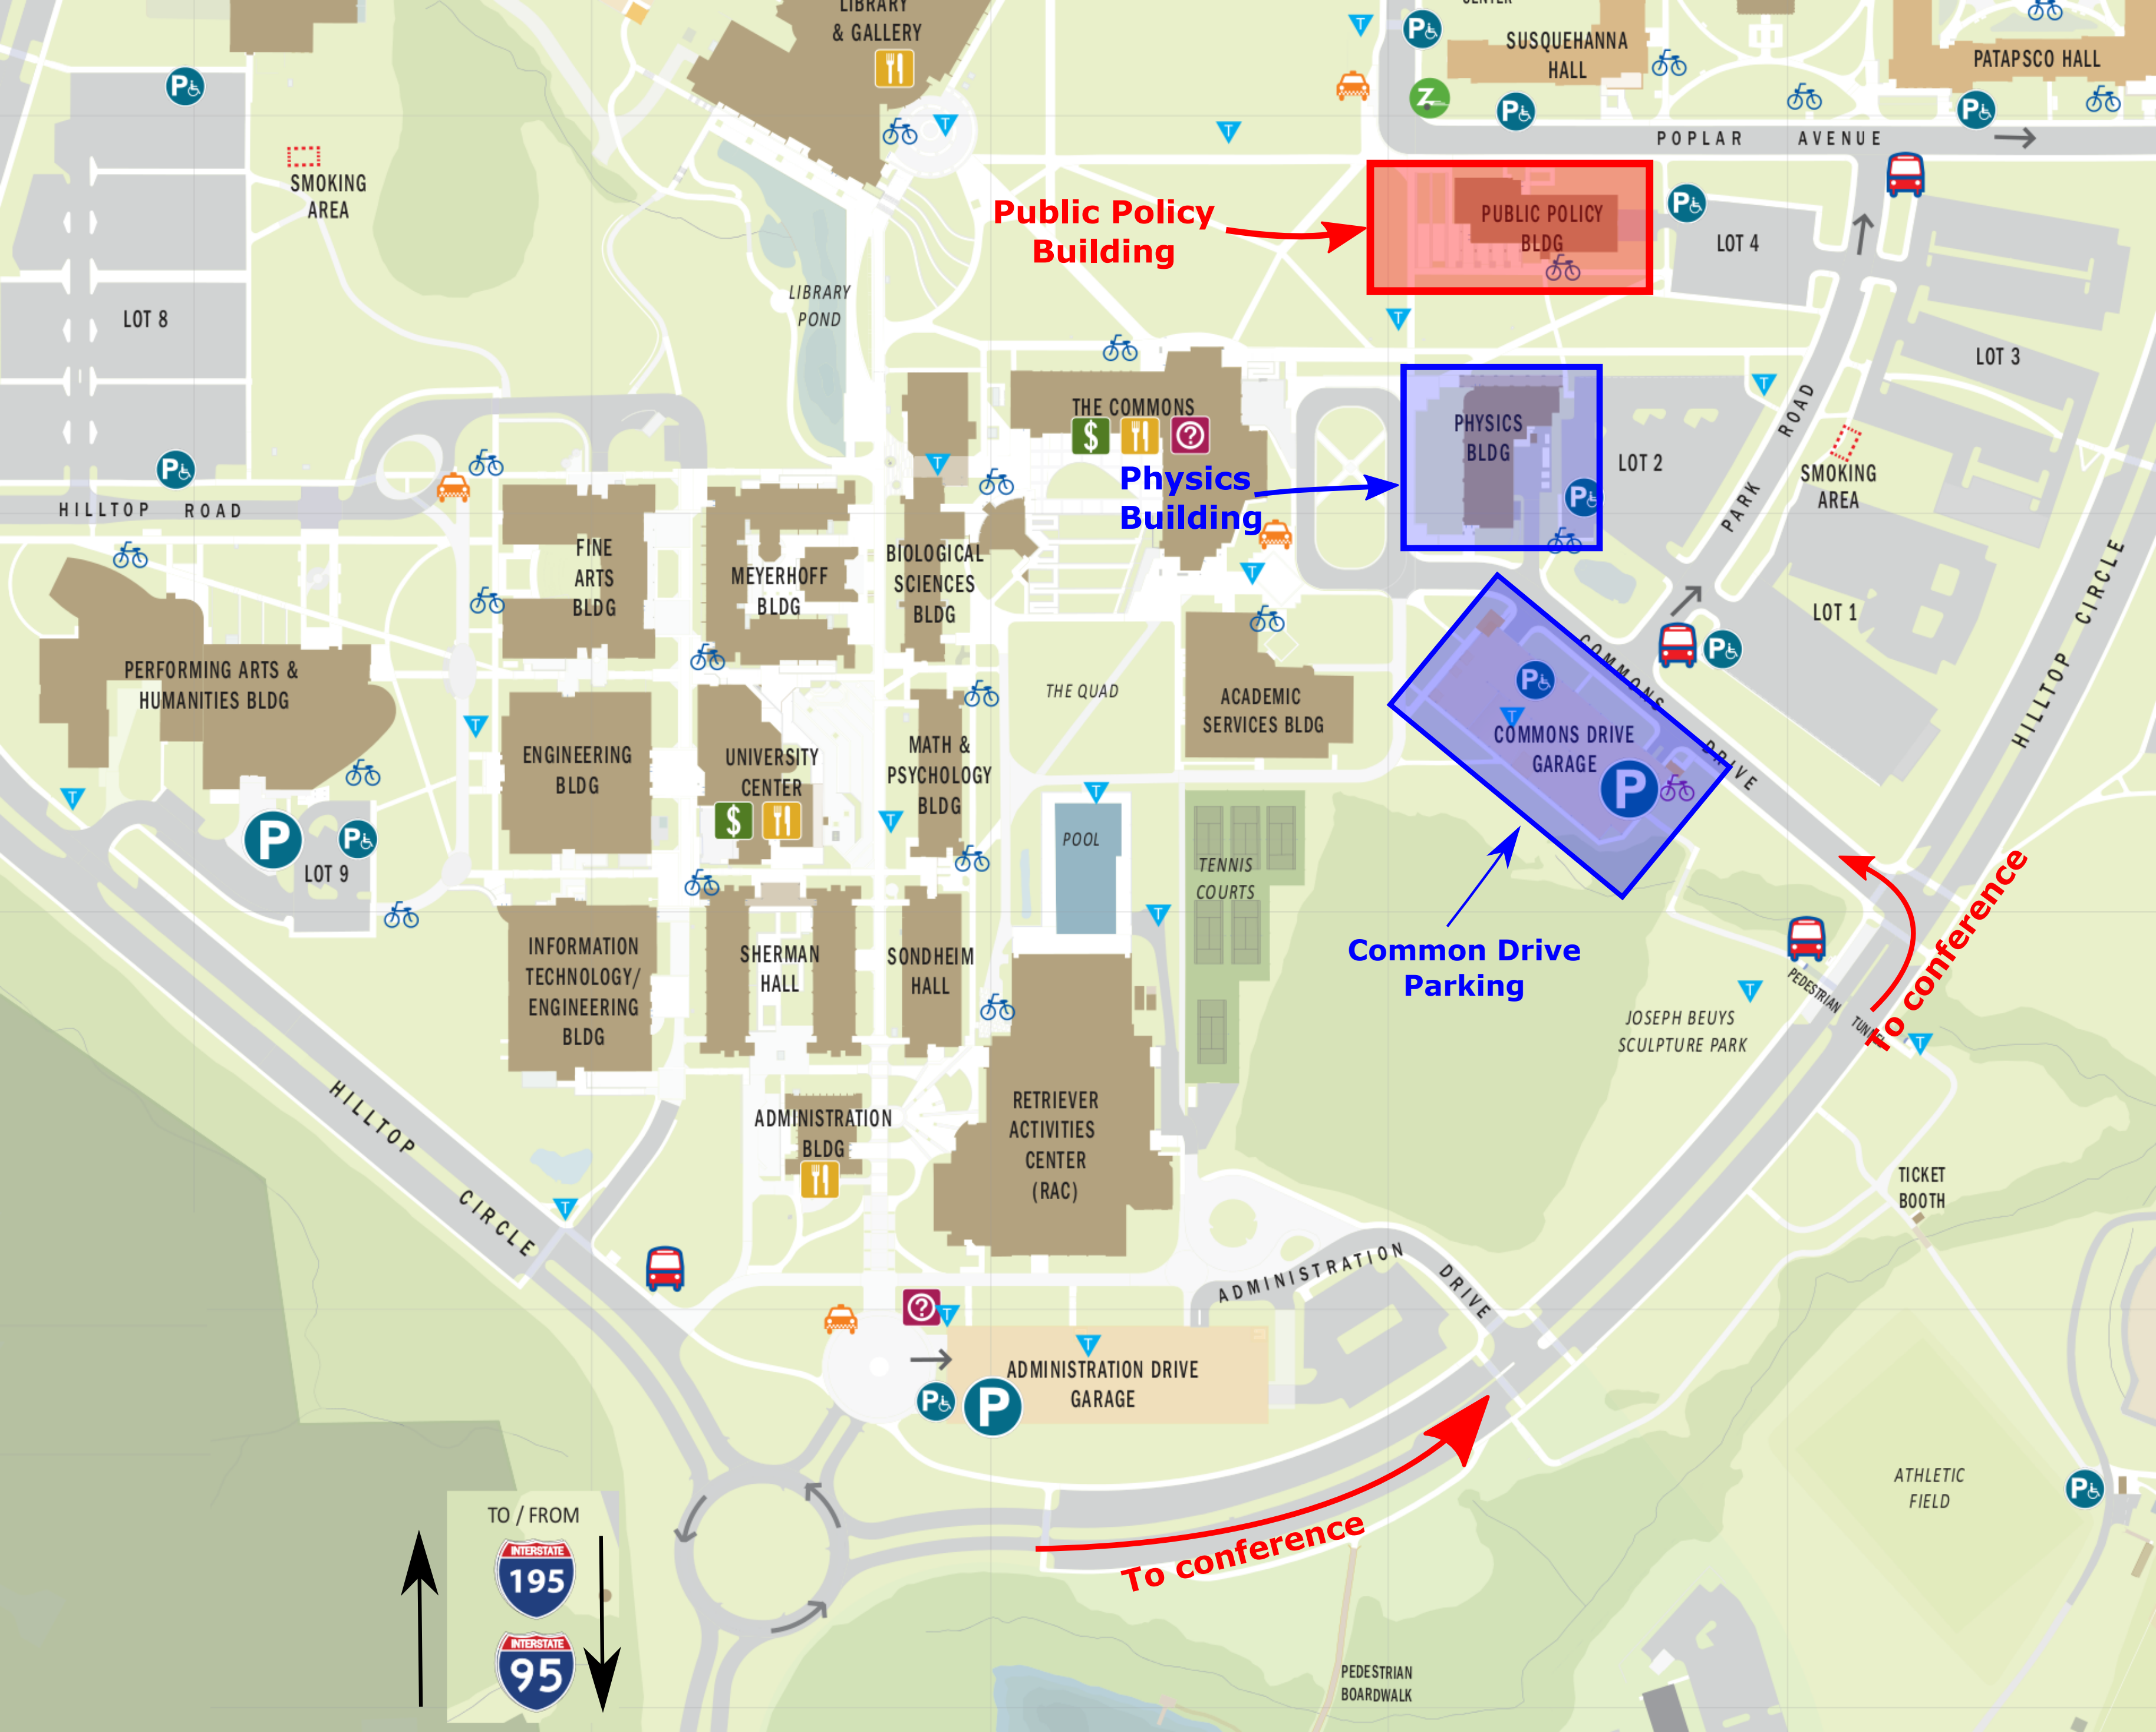 LIBRARY
& GALLERY
CENTER
SUSQUEHANNA
HALL
PATAPSCO HALL
POPLAR AVENUE
SMOKING
AREA
Public Policy
Building
PUBLIC POLICY
BLDG
LOT 4
LIBRARY
POND
LOT 8
LOT 3
THE COMMONS
PHYSICS
BLDG
Physics
Building
LOT 2
PARK ROAD
SMOKING
AREA
HILLTOP ROAD
FINE
ARTS
BLDG
MEYERHOFF
BLDG
BIOLOGICAL
SCIENCES
BLDG
LOT 1
HILLTOP CIRCLE
PERFORMING ARTS &
HUMANITIES BLDG
THE QUAD
ACADEMIC
SERVICES BLDG
COMMONS DRIVE
COMMONS DRIVE
GARAGE
P
ENGINEERING
BLDG
UNIVERSITY
CENTER
MATH &
PSYCHOLOGY
BLDG
POOL
TENNIS
COURTS
P
LOT 9
To conference
INFORMATION
TECHNOLOGY/
ENGINEERING
BLDG
SHERMAN
HALL
SONDHEIM
HALL
Common Drive
Parking
PEDESTRIAN
JOSEPH BEUYS
SCULPTURE PARK
HILLTOP CIRCLE
ADMINISTRATION
BLDG
RETRIEVER
ACTIVITIES
CENTER
(RAC)
TICKET
BOOTH
ADMINISTRATION DRIVE
ADMINISTRATION DRIVE
GARAGE
P
ATHLETIC
FIELD
To conference
TO / FROM
INTERSTATE
195
INTERSTATE
95
PEDESTRIAN
BOARDWALK